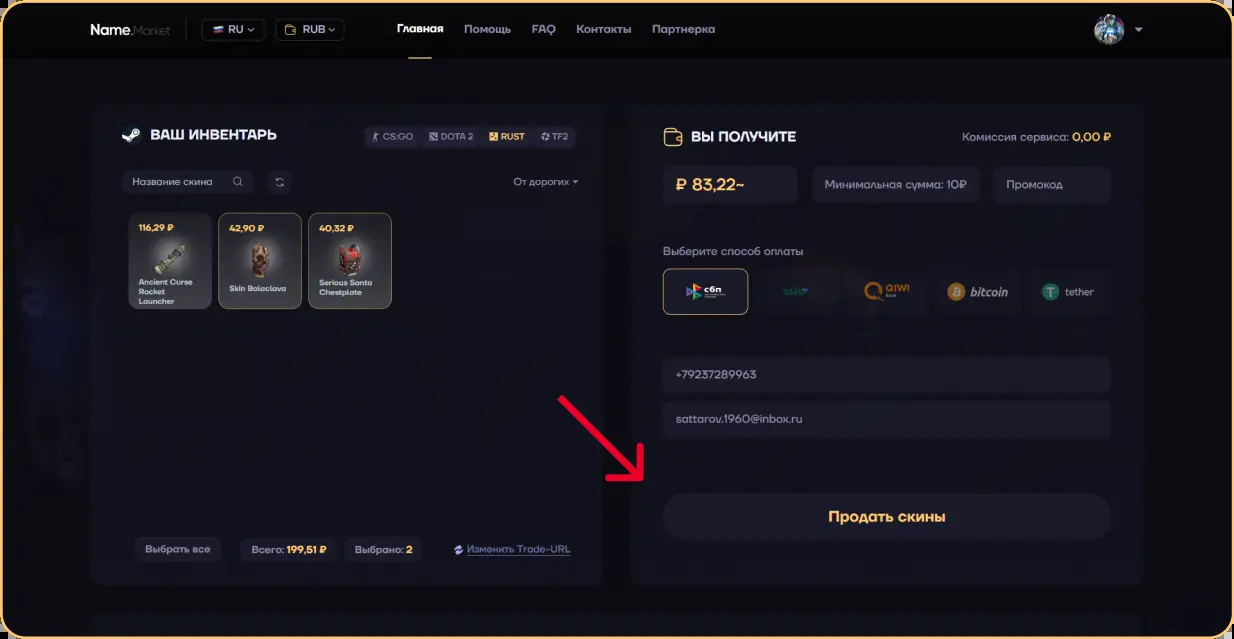 Name.Market
RU
RUB
Главная
Помощь
FAQ
Контакты
Партнерка
ВАШ ИНВЕНТАРЬ
CS:GO
DOTA 2
RUST
TF2
Название скина
От дорогих
116,29 ₽
Ancient Curse
Rocket
Launcher
42,90 ₽
Skin Balaclava
40,32 ₽
Serious Santa
Chestplate
Выбрать все
Всего: 199,51 ₽
Выбрано: 2
Изменить Trade-URL
ВЫ ПОЛУЧИТЕ
Комиссия сервиса: 0,00 ₽
₽ 83,22~
Минимальная сумма: 10₽
Промокод
Выберите способ оплаты
сбп
МИР
QIWI
bitcoin
tether
+79237289963
sattarov.1960@inbox.ru
Продать скины